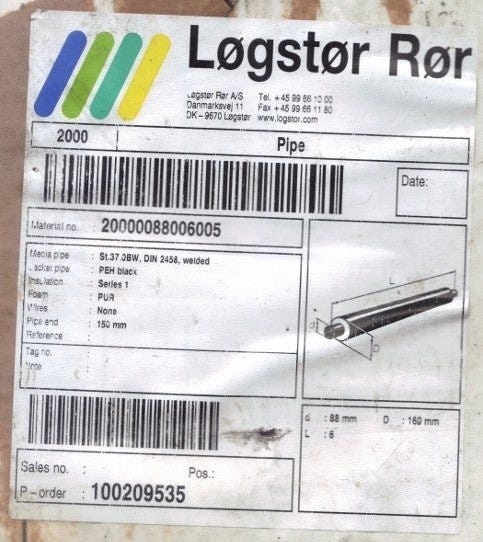 Løgstør Rør
Løgstør Rør A/S Tel. +45 99 66 10 00
Danmarksvej 11 Fax +45 99 66 11 80
DK-9670 Løgstør www.logstor.com
2000 Pipe
Date:
Material no. : 20000088006005
Media pipe : St.37.0BW, DIN 2458, welded
Jacket pipe : PEH black
Insulation : Series 1
Foam : PUR
Wires : None
Pipe end : 150 mm
Reference :
Tag no. :
Note :
L
d
D
d : 88 mm D : 160 mm
L : 6
Sales no. : Pos.:
P-order : 100209535